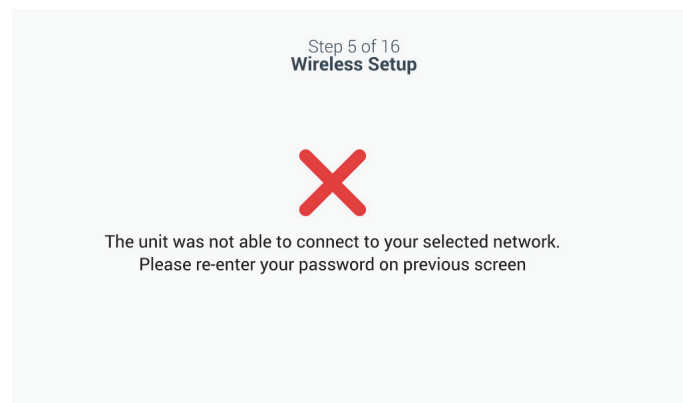 Step 5 of 16
Wireless Setup
The unit was not able to connect to your selected network.
Please re-enter your password on previous screen